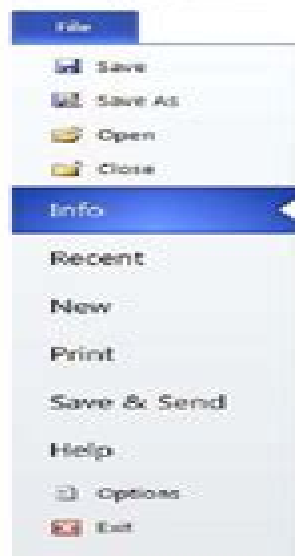 File
Save
Save As
Open
Close
Info
Recent
New
Print
Save & Send
Help
Options
Exit